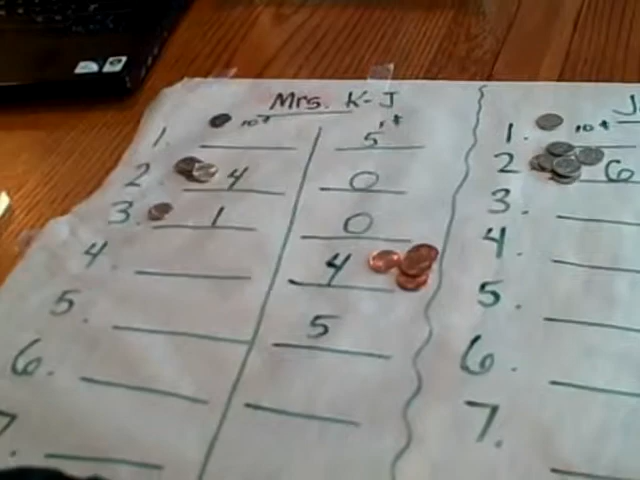 Mrs. K-J J
10¢ 1¢ 10¢
1. 5 1.
2 4 0 2 6
3. 1 0 3.
4. 4 4.
5. 5 5.
6. 6.
7. 7.